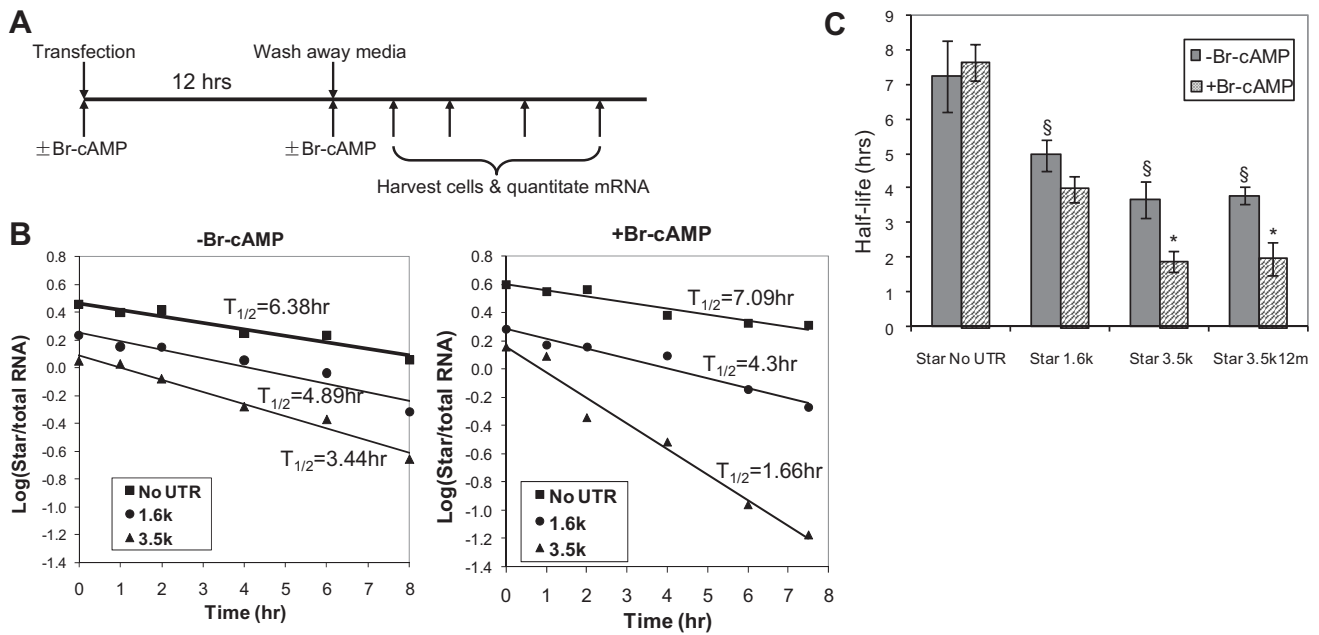 A
Transfection
Wash away media
12 hrs
±Br-cAMP
±Br-cAMP
Harvest cells & quantitate mRNA
B
-Br-cAMP
Log(Star/total RNA)
0.8
0.6
0.4
0.2
0.0
-0.2
-0.4
-0.6
-0.8
-1.0
-1.2
-1.4
T1/2=6.38hr
T1/2=4.89hr
T1/2=3.44hr
No UTR
1.6k
3.5k
0 1 2 3 4 5 6 7 8
Time (hr)
+Br-cAMP
Log(Star/total RNA)
0.8
0.6
0.4
0.2
0.0
-0.2
-0.4
-0.6
-0.8
-1.0
-1.2
-1.4
T1/2=7.09hr
T1/2=4.3hr
T1/2=1.66hr
No UTR
1.6k
3.5k
0 1 2 3 4 5 6 7 8
Time (hr)
C
Half-life (hrs)
9
8
7
6
5
4
3
2
1
0
-Br-cAMP
+Br-cAMP
§
§
*
§
*
Star No UTR
Star 1.6k
Star 3.5k
Star 3.5k12m